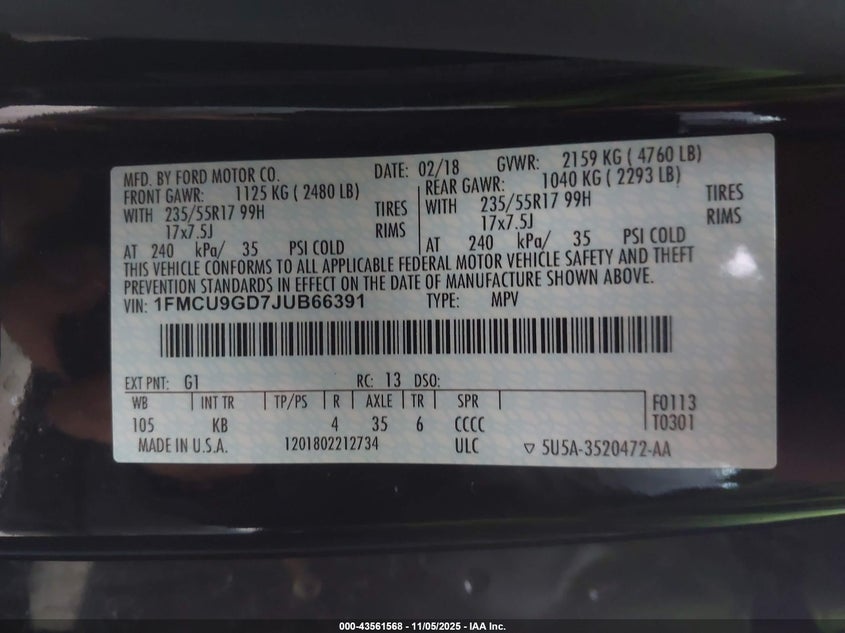 MFD. BY FORD MOTOR CO. DATE: 02/18 GVWR: 2159 KG ( 4760 LB)
FRONT GAWR: 1125 KG ( 2480 LB) REAR GAWR: 1040 KG ( 2293 LB)
WITH 235/55R17 99H TIRES WITH 235/55R17 99H TIRES
17x7.5J RIMS 17x7.5J RIMS
AT 240 kPa/ 35 PSI COLD AT 240 kPa/ 35 PSI COLD
THIS VEHICLE CONFORMS TO ALL APPLICABLE FEDERAL MOTOR VEHICLE SAFETY AND THEFT
PREVENTION STANDARDS IN EFFECT ON THE DATE OF MANUFACTURE SHOWN ABOVE.
VIN: 1FMCU9GD7JUB66391 TYPE: MPV
EXT PNT: G1 RC: 13 DSO:
WB INT TR TP/PS R AXLE TR SPR F0113
105 KB 4 35 6 CCCC T0301
MADE IN U.S.A. 1201802212734 ULC ▽ 5U5A-3520472-AA
000-43561568 - 11/05/2025 - IAA Inc.